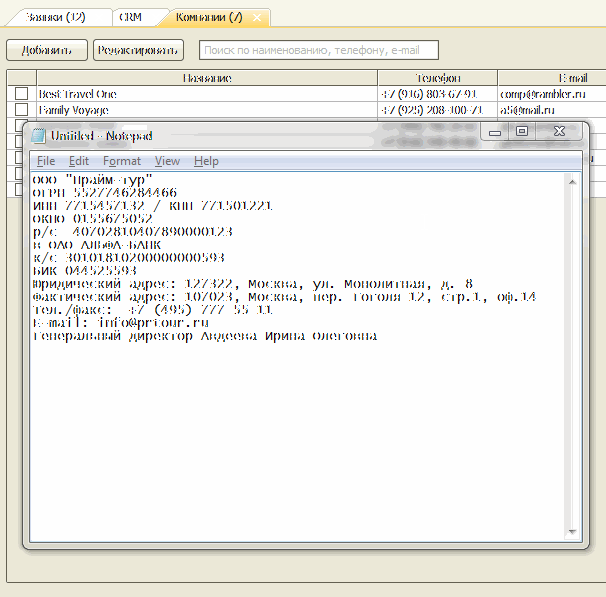 Заявки (12) CRM Компании (7)
Добавить Редактировать Поиск по наименованию, телефону, e-mail
Название Телефон E-mail
Best Travel One +7 (916) 803-67-91 comp@rambler.ru
Family Voyage +7 (925) 208-100-71 a5@mail.ru
Untitled - Notepad
File Edit Format View Help
ООО "Прайм-тур"
ОГРН 5527746284466
ИНН 7715457132 / КПП 771501221
ОКПО 0155675052
р/с 40702810407890000123
в ОАО АЛЬФА-БАНК
к/с 30101810200000000593
БИК 044525593
Юридический адрес: 127322, Москва, ул. Монолитная, д. 8
Фактический адрес: 107023, Москва, пер. Гоголя 12, стр.1, оф.14
тел./факс: +7 (495) 777 55 11
E-mail: info@prtour.ru
Генеральный директор Авдеева Ирина Олеговна